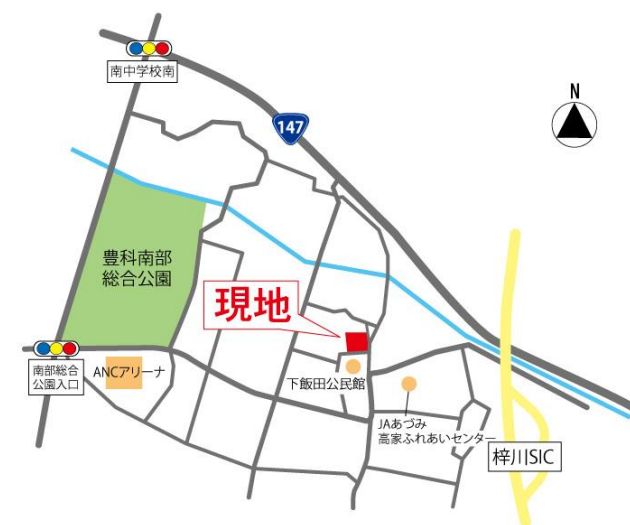 南中学校南
147
N
豊科南部
総合公園
現地
南部総合
公園入口
ANCアリーナ
下飯田公民館
JAあづみ
高家ふれあいセンター
梓川SIC